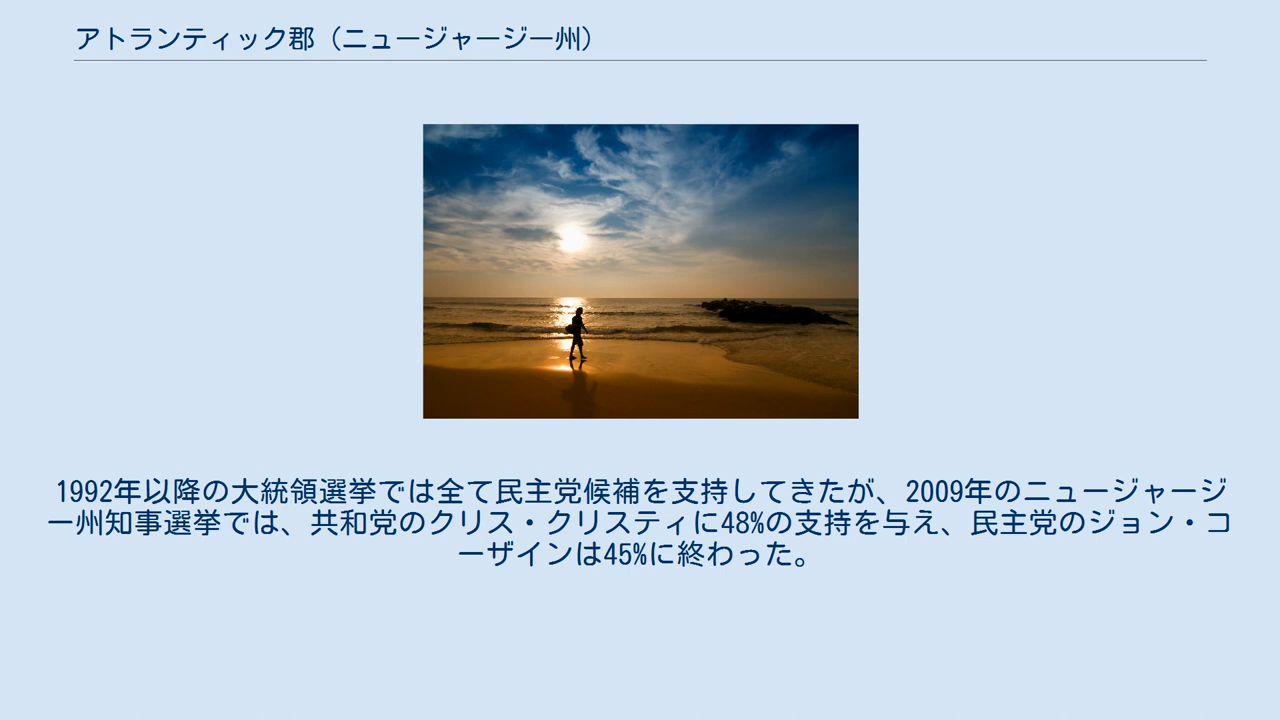 アトランティック郡（ニュージャージー州）
1992年以降の大統領選挙では全て民主党候補を支持してきたが、2009年のニュージャージ
ー州知事選挙では、共和党のクリス・クリスティに48%の支持を与え、民主党のジョン・コ
ーザインは45%に終わった。